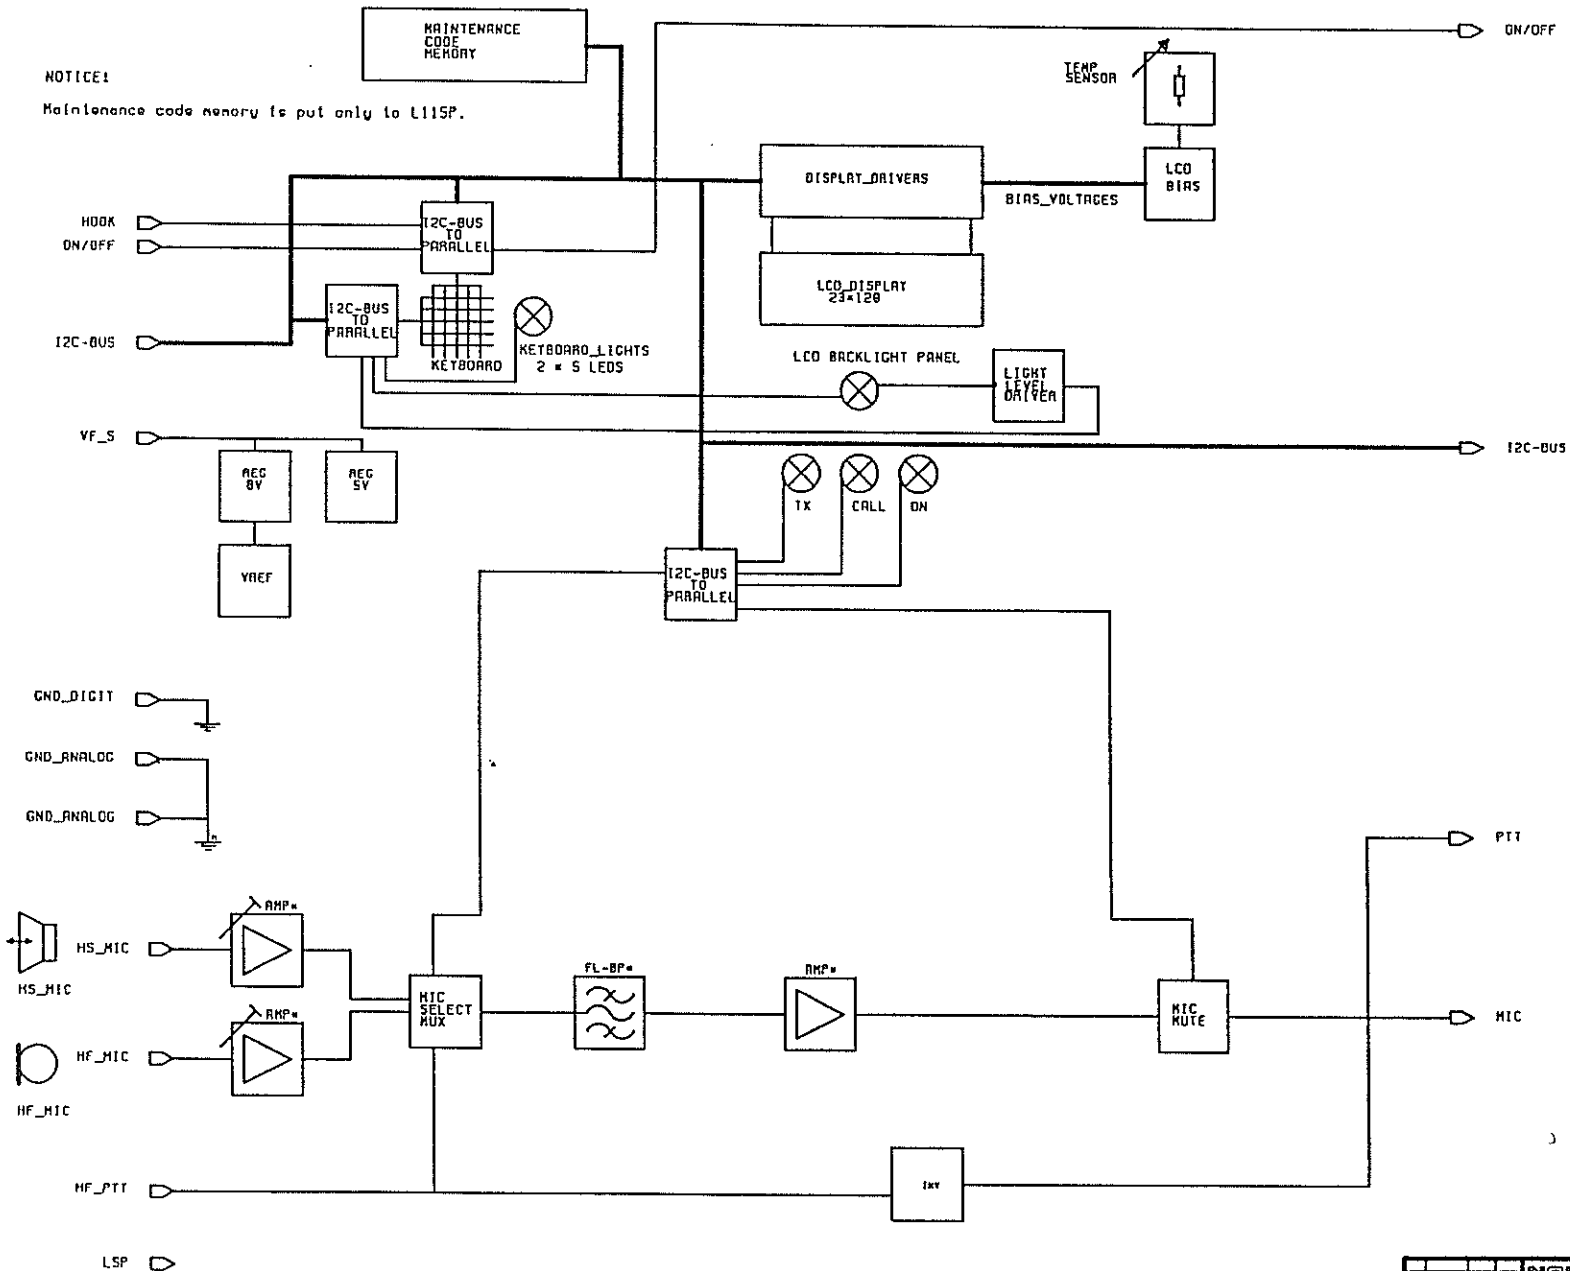 MAINTENANCE
CODE
MEMORY
ON/OFF
NOTICE!
Maintenance code memory is put only to L11SP.
TEMP
SENSOR
DISPLAY_DRIVERS
LCD
BIAS
BIAS_VOLTAGES
HOOK
ON/OFF
I2C-BUS
TO
PARALLEL
LCD_DISPLAY
23*128
I2C-BUS
TO
PARALLEL
I2C-BUS
KEYBOARD
KEYBOARD_LIGHTS
2 * 5 LEDS
LCD BACKLIGHT PANEL
LIGHT
LEVEL
DRIVER
VF_S
I2C-BUS
REG
8V
REG
5V
TX
CALL
ON
VREF
I2C-BUS
TO
PARALLEL
GND_DIGIT
GND_ANALOG
GND_ANALOG
PTT
AMP*
HS_MIC
HS_MIC
MIC
SELECT
MUX
FL-BP*
AMP*
MIC
MUTE
MIC
AMP*
HF_MIC
HF_MIC
HF_PTT
INV
LSP